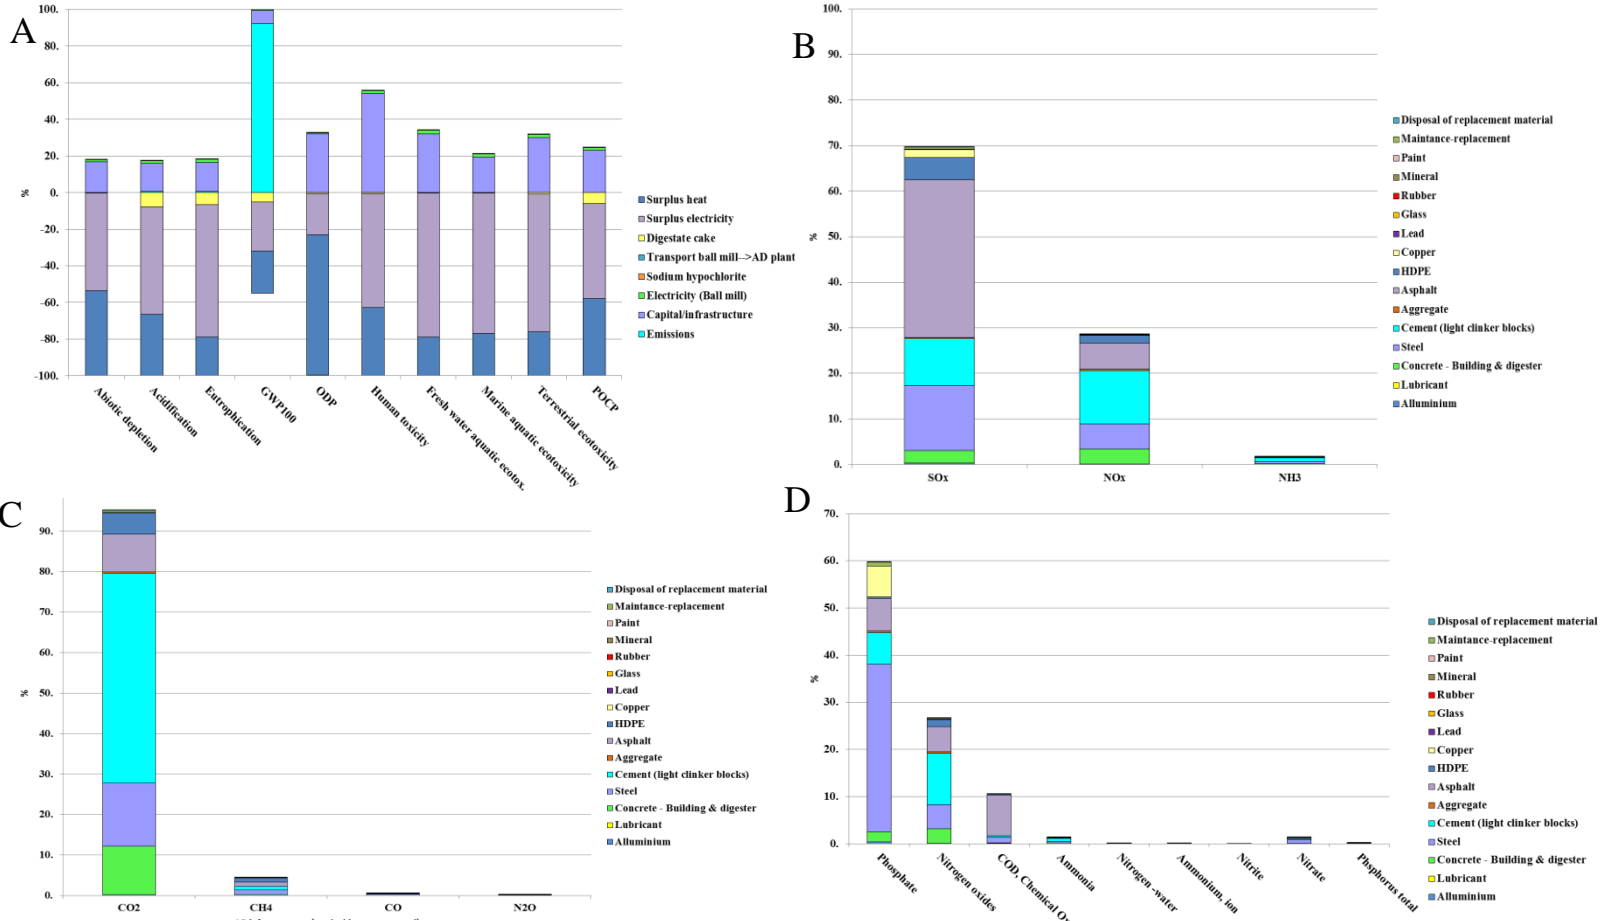 A
100.
80.
60.
40.
20.
0.
-20.
-40.
-60.
-80.
-100.
%
Abiotic depletion
Acidification
Eutrophication
GWP100
ODP
Human toxicity
Fresh water aquatic ecotox.
Marine aquatic ecotoxicity
Terrestrial ecotoxicity
POCP
Surplus heat
Surplus electricity
Digestate cake
Transport ball mill-->AD plant
Sodium hypochlorite
Electricity (Ball mill)
Capital/infrastructure
Emissions
B
100.
90.
80.
70.
60.
50.
40.
30.
20.
10.
0.
%
SOx
NOx
NH3
Disposal of replacement material
Maintance-replacement
Paint
Mineral
Rubber
Glass
Lead
Copper
HDPE
Asphalt
Aggregate
Cement (light clinker blocks)
Steel
Concrete - Building & digester
Lubricant
Alluminium
C
90.
80.
70.
60.
50.
40.
30.
20.
10.
0.
%
CO2
CH4
CO
N2O
Disposal of replacement material
Maintance-replacement
Paint
Mineral
Rubber
Glass
Lead
Copper
HDPE
Asphalt
Aggregate
Cement (light clinker blocks)
Steel
Concrete - Building & digester
Lubricant
Alluminium
D
70.
60.
50.
40.
30.
20.
10.
0.
%
Phosphate
Nitrogen oxides
COD, Chemical Ox
Ammonia
Nitrogen -water
Ammonium, ion
Nitrite
Nitrate
Phsphorus total
Disposal of replacement material
Maintance-replacement
Paint
Mineral
Rubber
Glass
Lead
Copper
HDPE
Asphalt
Aggregate
Cement (light clinker blocks)
Steel
Concrete - Building & digester
Lubricant
Alluminium